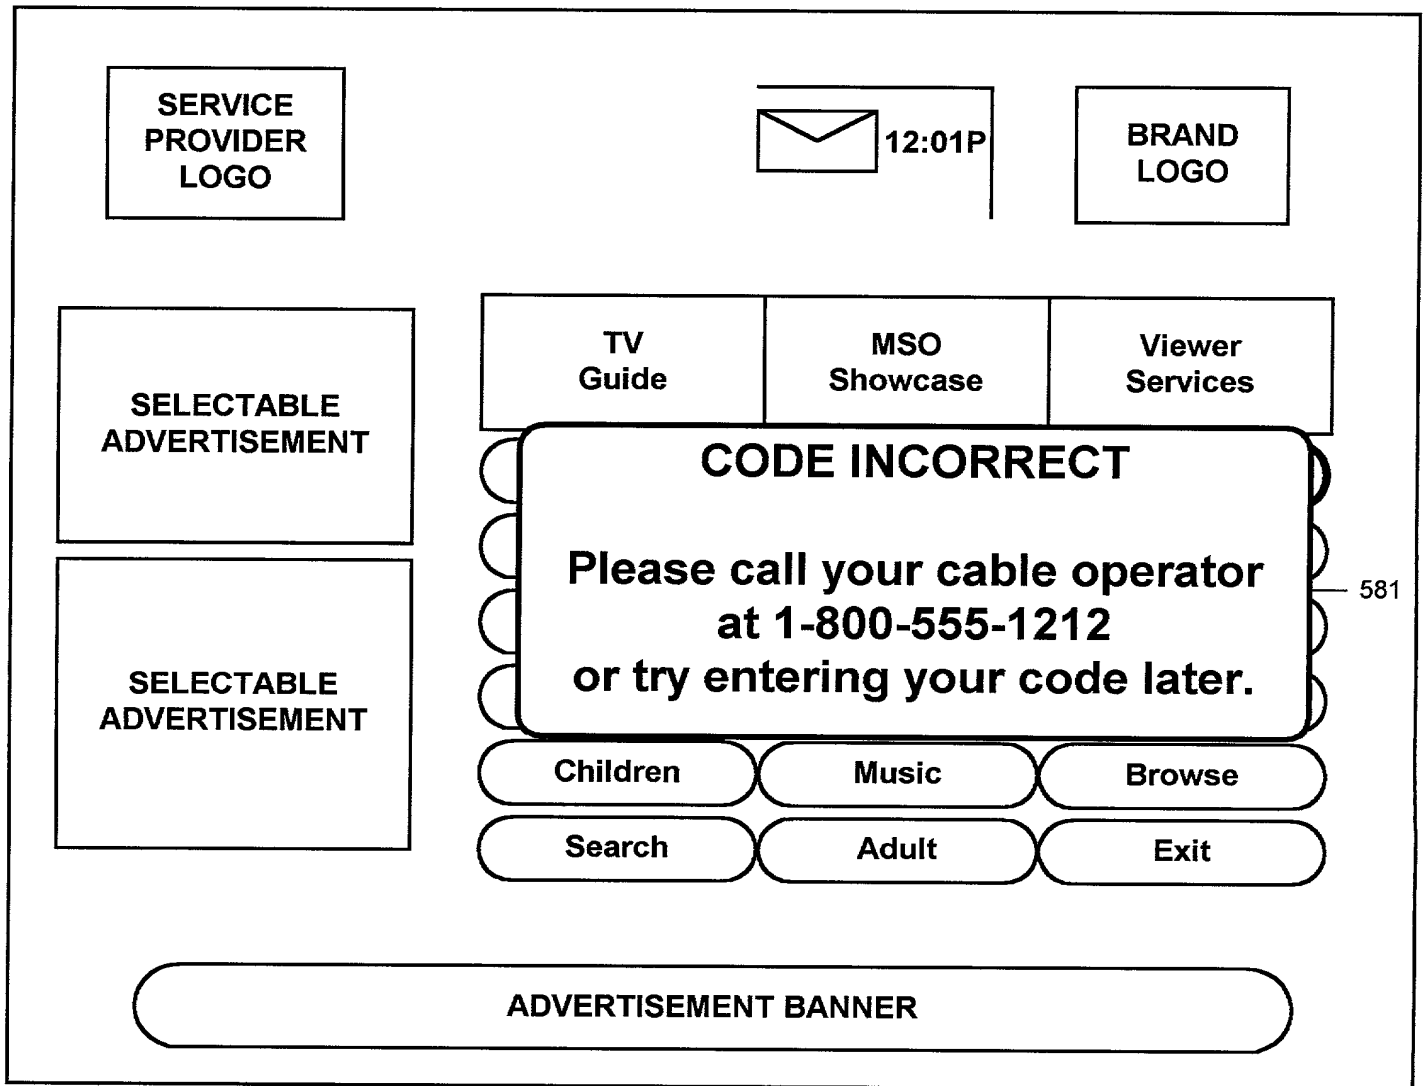 SERVICE
PROVIDER
LOGO
12:01P
BRAND
LOGO
SELECTABLE
ADVERTISEMENT
SELECTABLE
ADVERTISEMENT
TV
Guide
MSO
Showcase
Viewer
Services
CODE INCORRECT
Please call your cable operator
at 1-800-555-1212
or try entering your code later.
581
Children
Music
Browse
Search
Adult
Exit
ADVERTISEMENT BANNER